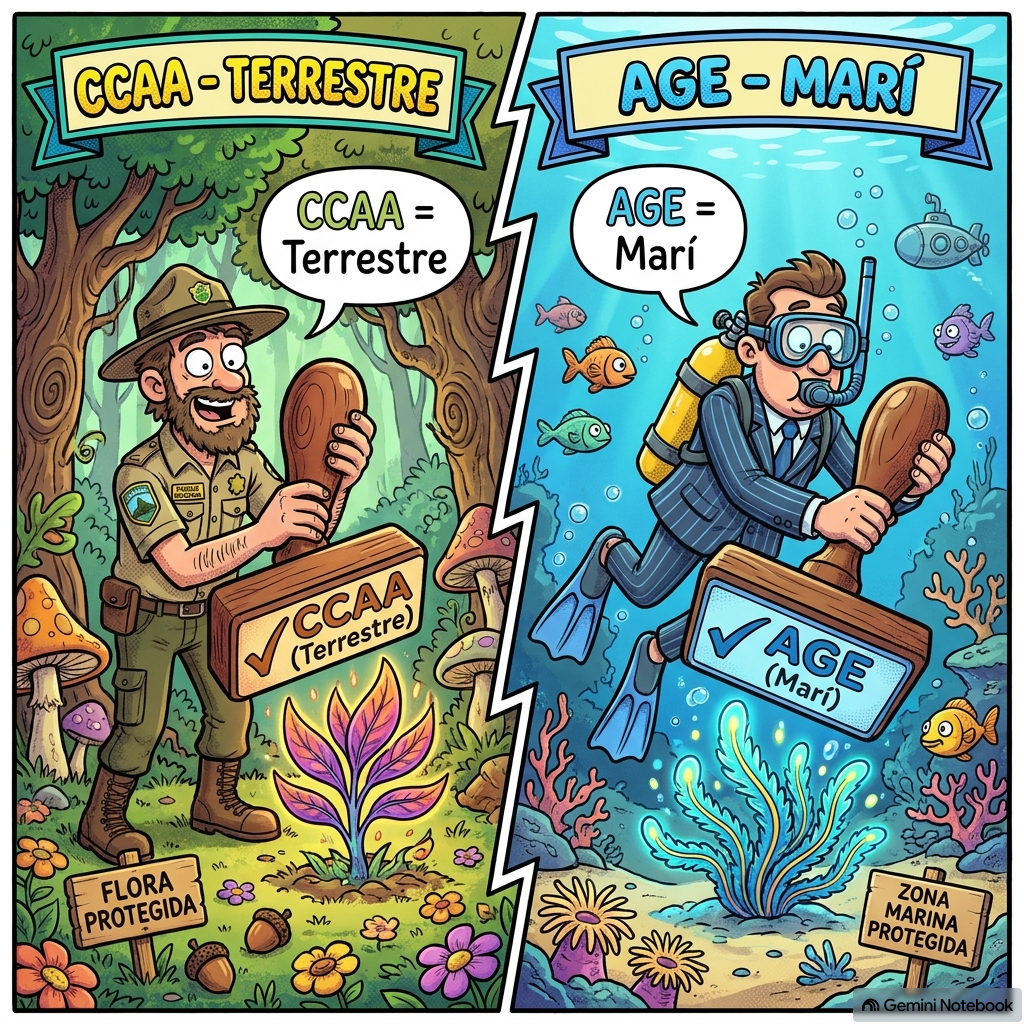 CCAA - TERRESTRE
CCAA =
Terrestre
✓CCAA
(Terrestre)
FLORA
PROTEGIDA
AGE - MARÍ
AGE =
Marí
✓AGE
(Marí)
ZONA
MARINA
PROTEGIDA
Gemini Notebook